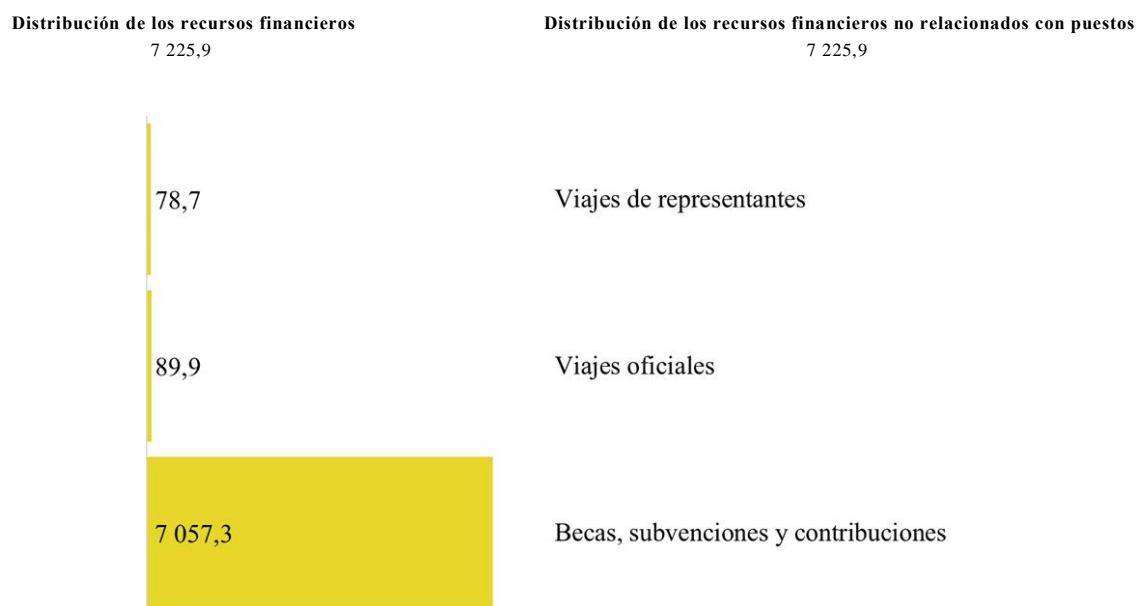 Distribución de los recursos financieros
7 225,9
Distribución de los recursos financieros no relacionados con puestos
7 225,9
78,7
Viajes de representantes
89,9
Viajes oficiales
7 057,3
Becas, subvenciones y contribuciones